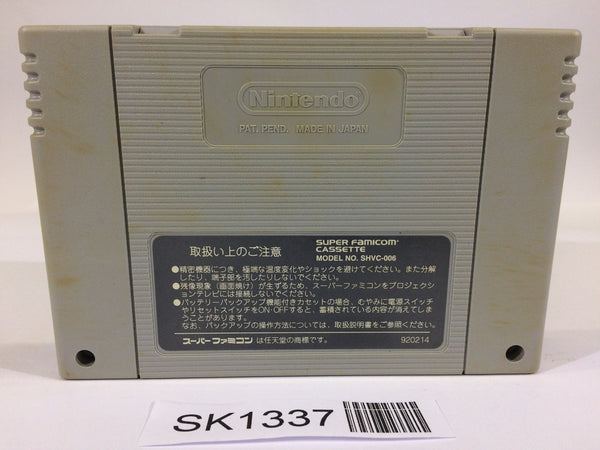 Nintendo
PAT. PEND. MADE IN JAPAN
取扱い上のご注意
SUPER FAMICOM
CASSETTE
MODEL NO. SHVC-006
●精密機器につき、極端な温度変化やショックを避けてください。また分解
したり、端子部を汚したりしないでください。
●残像現象（画面焼け）が生ずるため、スーパーファミコンをプロジェクシ
ョンテレビには接続しないでください。
●バッテリーバックアップ機能付きカセットの場合、むやみに電源スイッチ
やリセットスイッチをON・OFFすると、蓄積されている内容が消えてしま
うことがあります。
なお、バックアップの操作方法については、取扱説明書をご参照ください。
スーパーファミコン は任天堂の商標です。
920214
SK1337